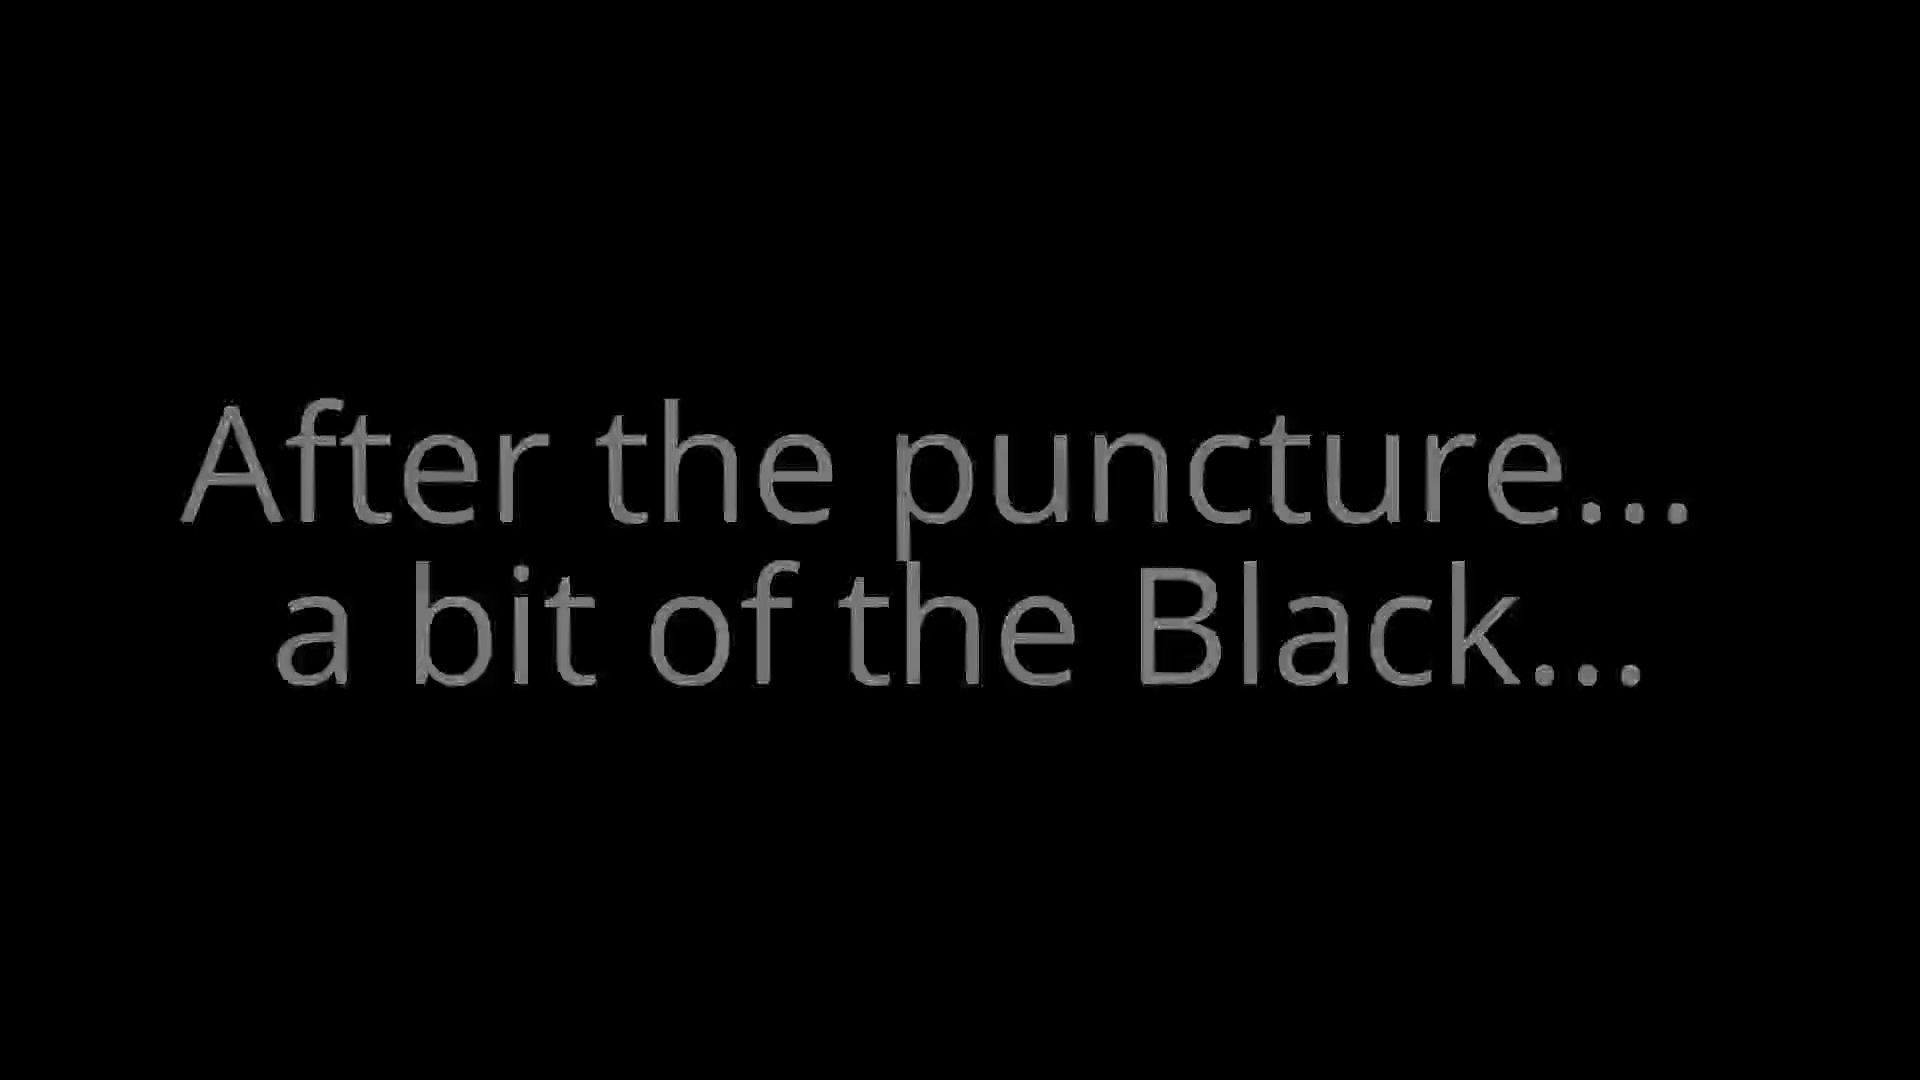 After the puncture...
a bit of the Black...